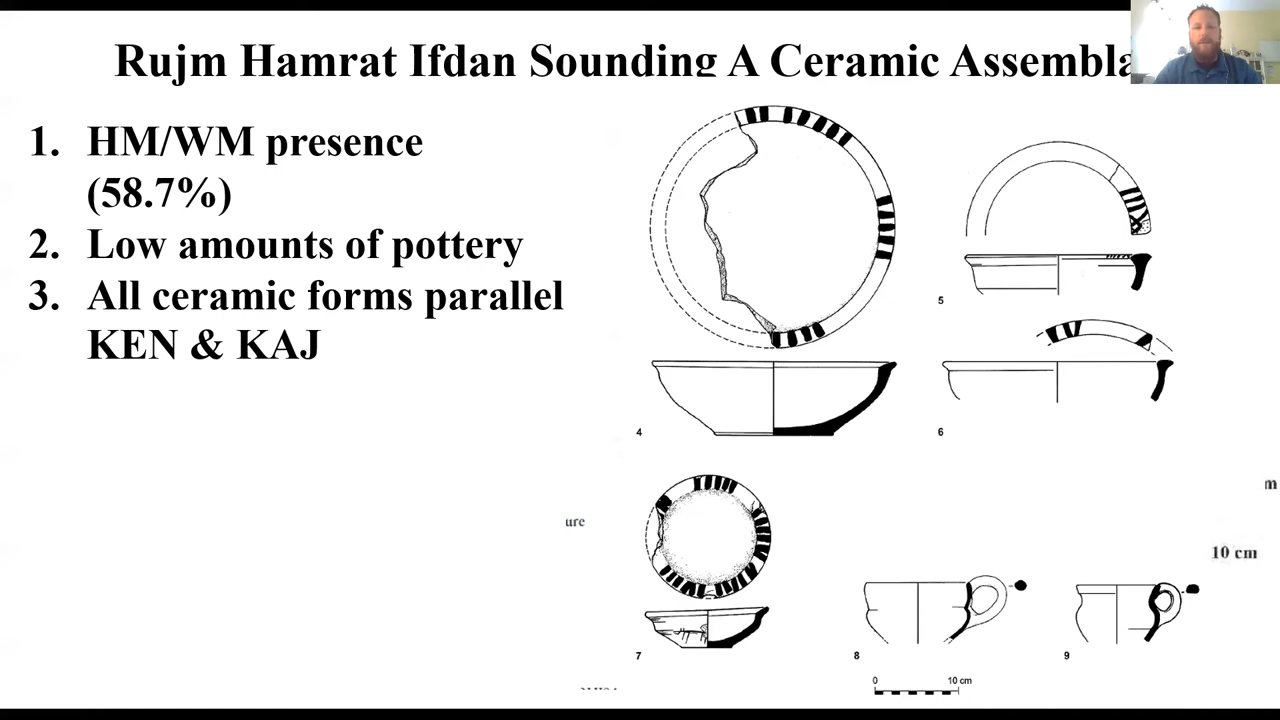 Rujm Hamrat Ifdan Sounding A Ceramic Assembla
1. HM/WM presence
(58.7%)
2. Low amounts of pottery
3. All ceramic forms parallel
KEN & KAJ
4
5
6
7
8
9
0 10 cm
ure
m
10 cm